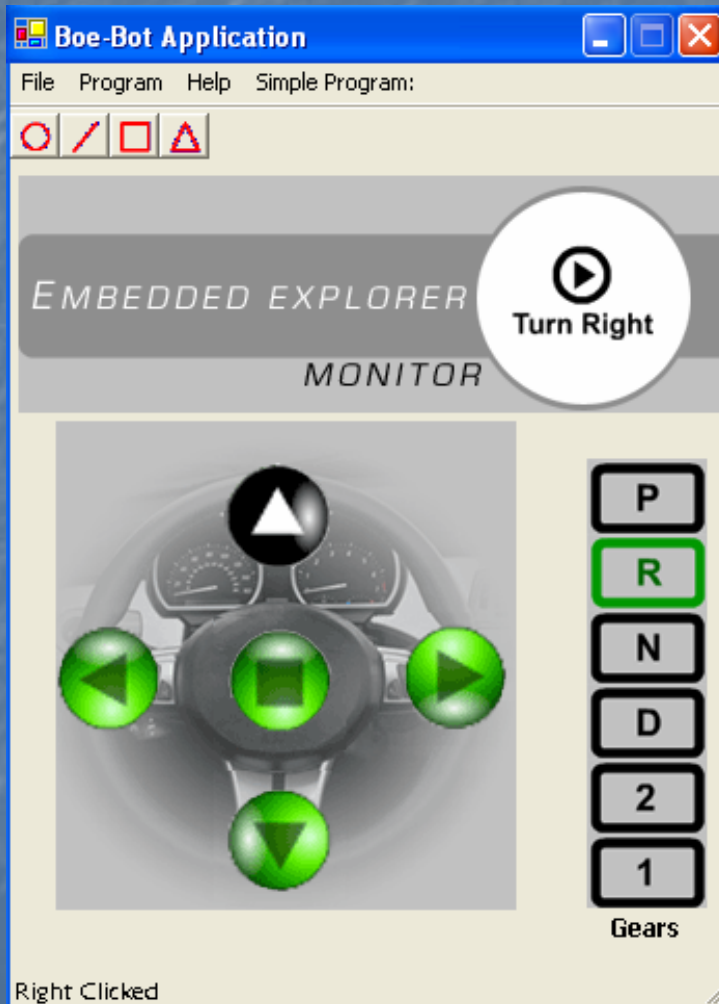 Boe-Bot Application
File Program Help Simple Program:
EMBEDDED EXPLORER
MONITOR
Turn Right
P
R
N
D
2
1
Gears
Right Clicked